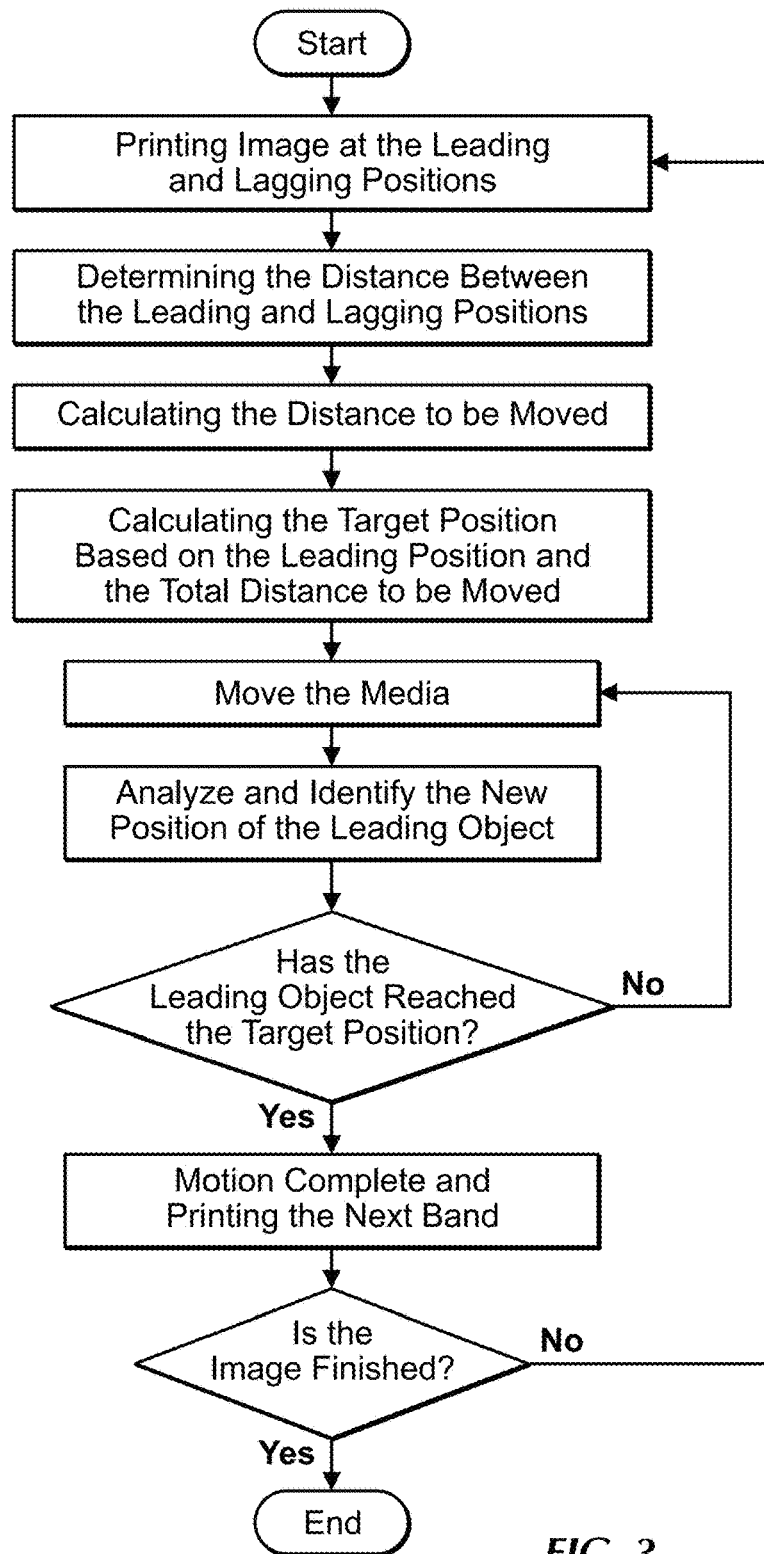 Start
Printing Image at the Leading
and Lagging Positions
Determining the Distance Between
the Leading and Lagging Positions
Calculating the Distance to be Moved
Calculating the Target Position
Based on the Leading Position and
the Total Distance to be Moved
Move the Media
Analyze and Identify the New
Position of the Leading Object
Has the
Leading Object Reached
the Target Position?
No
Yes
Motion Complete and
Printing the Next Band
Is the
Image Finished?
No
Yes
End
FIG.